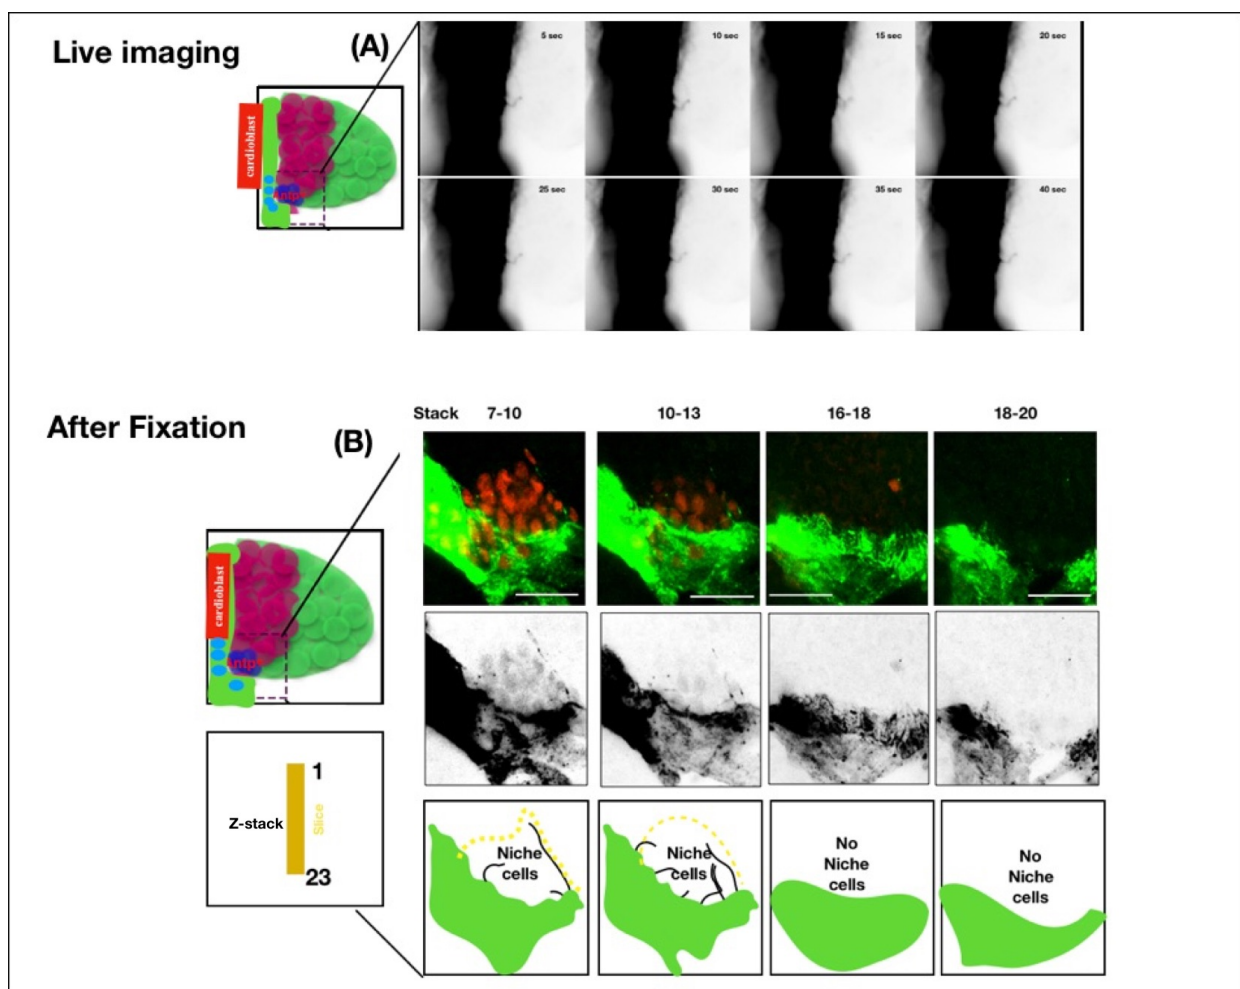 Live imaging
(A)
5 sec
10 sec
15 sec
20 sec
cardioblast
Antp
25 sec
30 sec
35 sec
40 sec
After Fixation
(B)
Stack
7-10
10-13
16-18
18-20
cardioblast
Antp
1
Z-stack
Slice
23
Niche
cells
Niche
cells
No
Niche
cells
No
Niche
cells